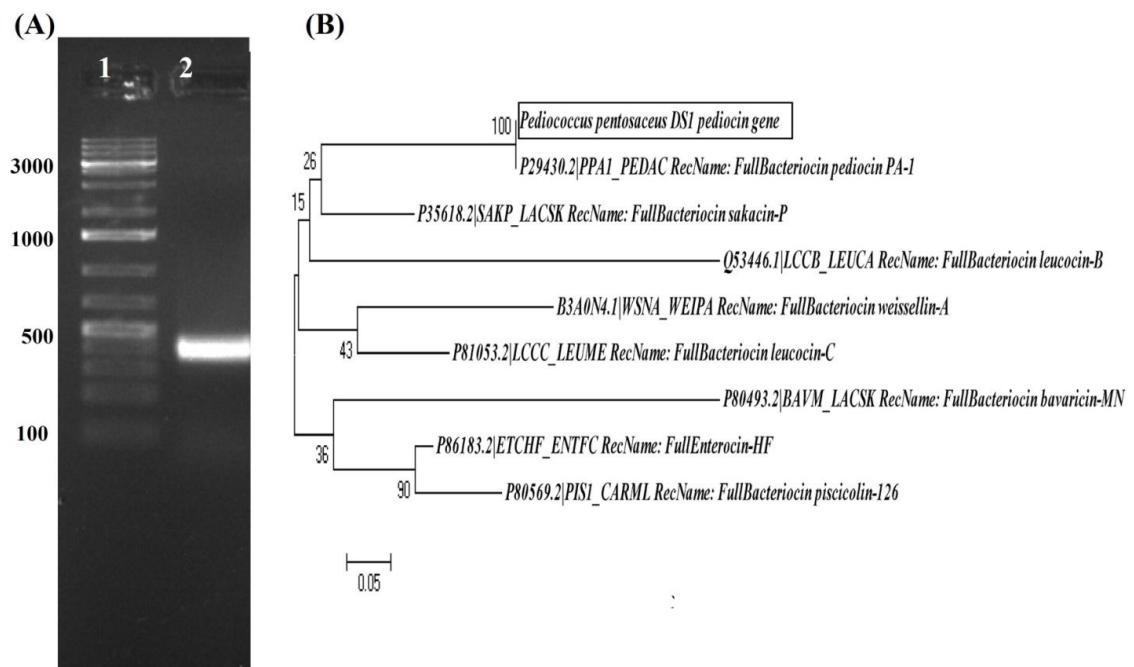 (A)
(B)
1 2
3000
1000
500
100
Pediococcus pentosaceus DS1 pediocin gene
100
P29430.2|PPA1_PEDAC RecName: FullBacteriocin pediocin PA-1
26
P35618.2|SAKP_LACSK RecName: FullBacteriocin sakacin-P
15
Q53446.1|LCCB_LEUCA RecName: FullBacteriocin leucocin-B
B3A0N4.1|WSNA_WEIPA RecName: FullBacteriocin weissellin-A
43
P81053.2|LCCC_LEUME RecName: FullBacteriocin leucocin-C
P80493.2|BAVM_LACSK RecName: FullBacteriocin bavaricin-MN
36
P86183.2|ETCHF_ENTFC RecName: FullEnterocin-HF
90
P80569.2|PIS1_CARML RecName: FullBacteriocin piscicolin-126
0.05